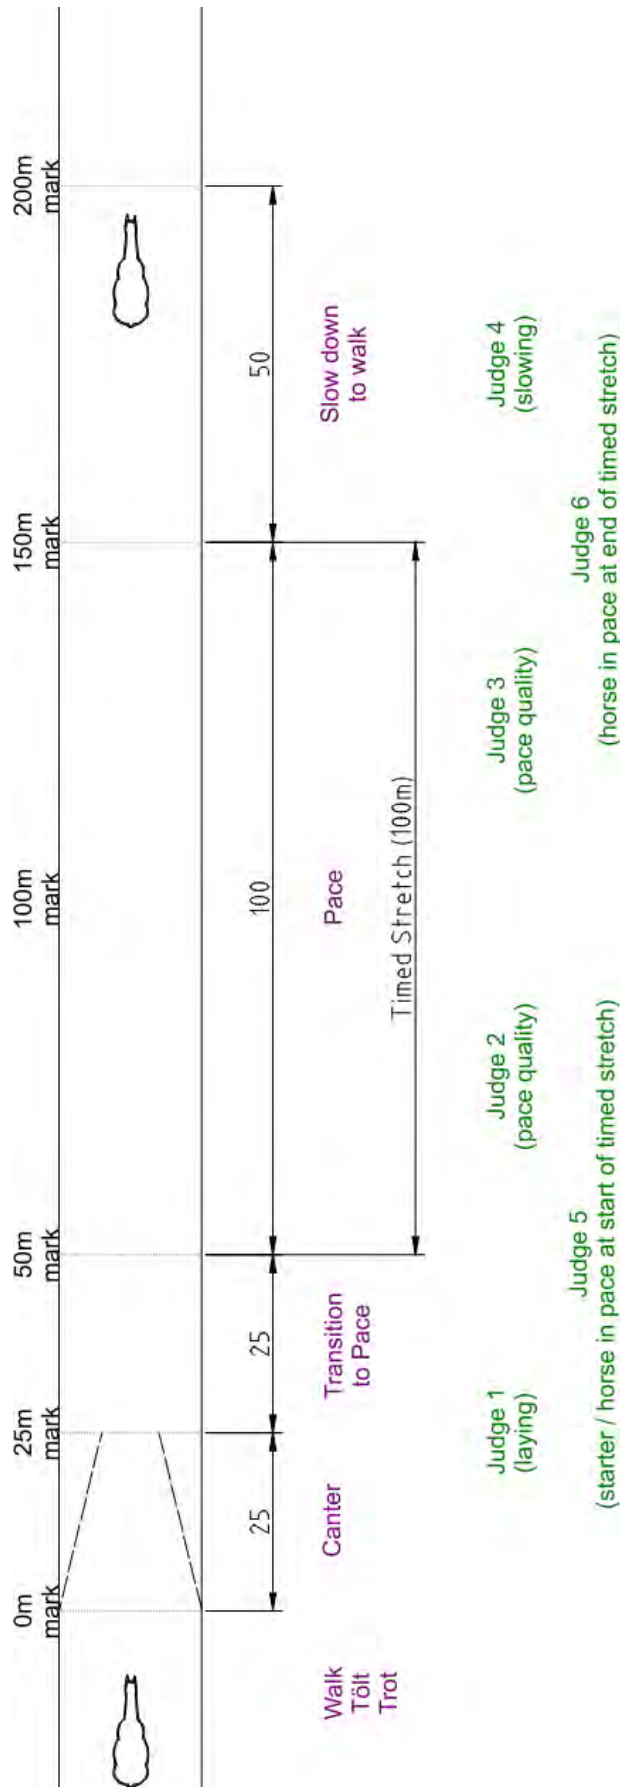 0m
mark
25m
mark
50m
mark
100m
mark
150m
mark
200m
mark
25
25
100
50
Walk
Tölt
Trot
Canter
Transition
to Pace
Pace
Slow down
to walk
Timed Stretch (100m)
Judge 1
(laying)
Judge 2
(pace quality)
Judge 3
(pace quality)
Judge 4
(slowing)
Judge 5
(starter / horse in pace at start of timed stretch)
Judge 6
(horse in pace at end of timed stretch)